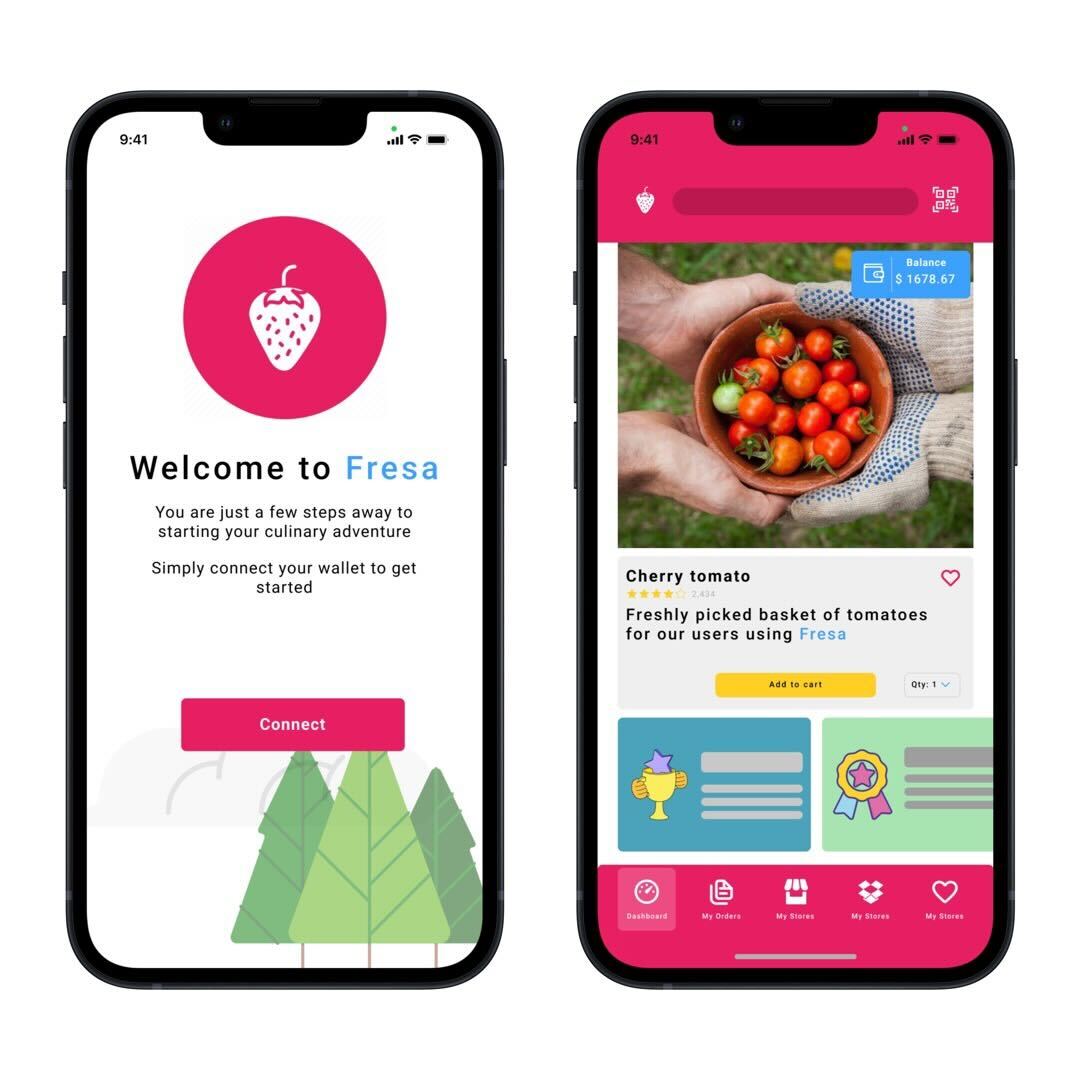 9:41
Welcome to Fresa
You are just a few steps away to
starting your culinary adventure
Simply connect your wallet to get
started
Connect
9:41
Balance
$ 1678.67
Cherry tomato
2,434
Freshly picked basket of tomatoes
for our users using Fresa
Add to cart
Qty: 1
Dashboard
My Orders
My Stores
My Stores
My Stores